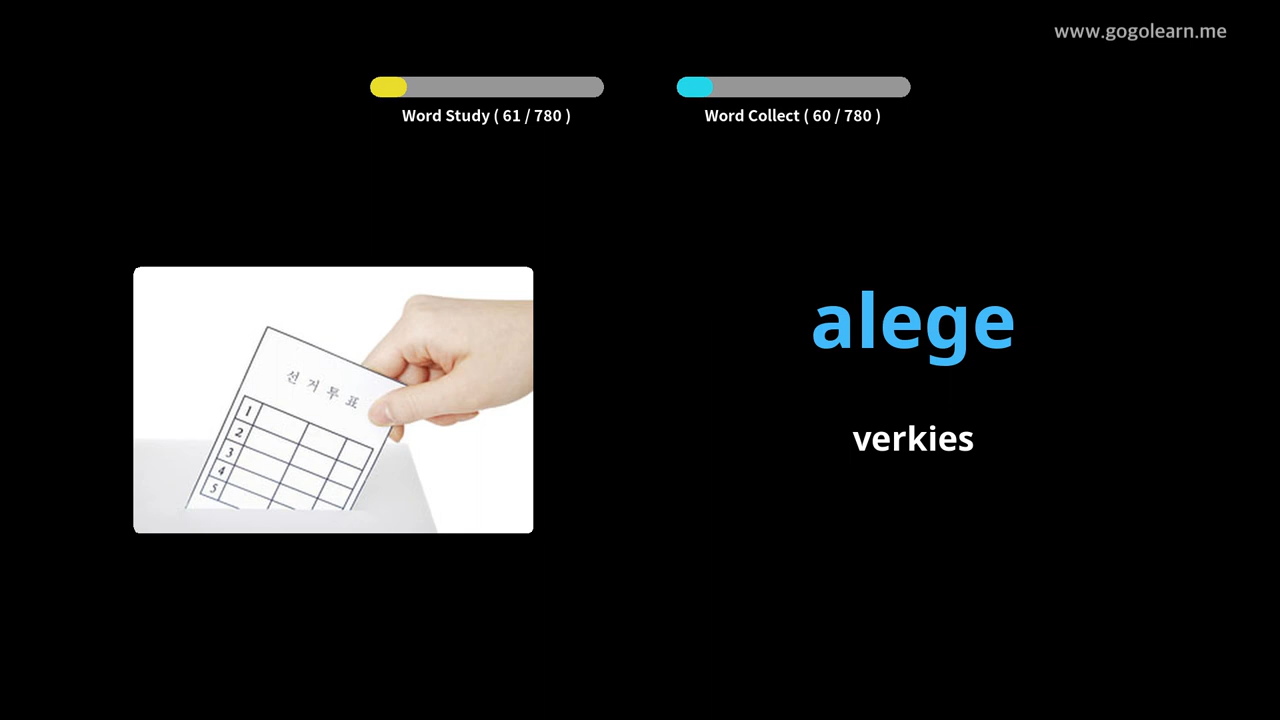 www.gogolearn.me
Word Study ( 61 / 780 )
Word Collect ( 60 / 780 )
선거투표
1
2
3
4
5
alege
verkies